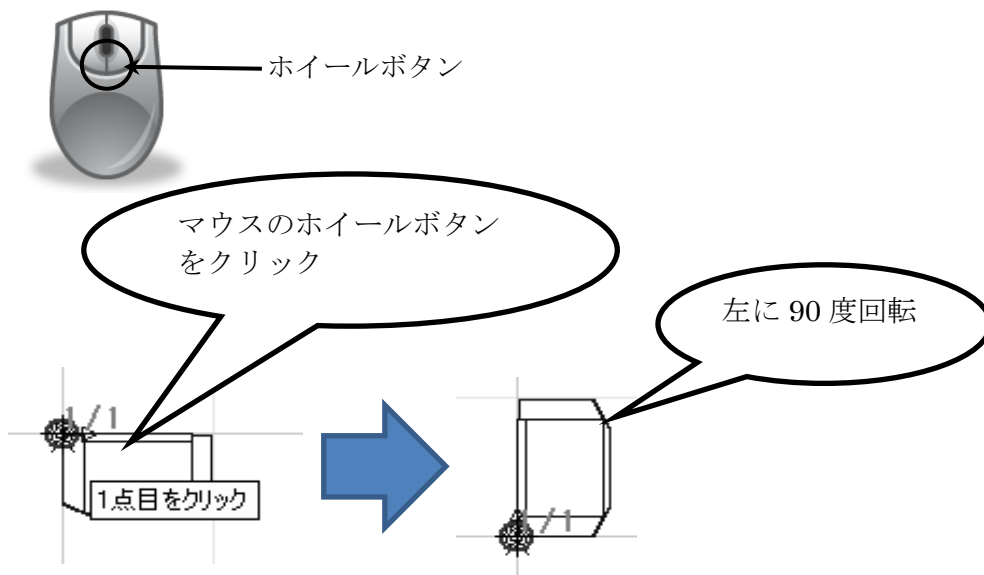 ホイールボタン
マウスのホイールボタン
をクリック
左に 90 度回転
1/1
1点目をクリック
1/1